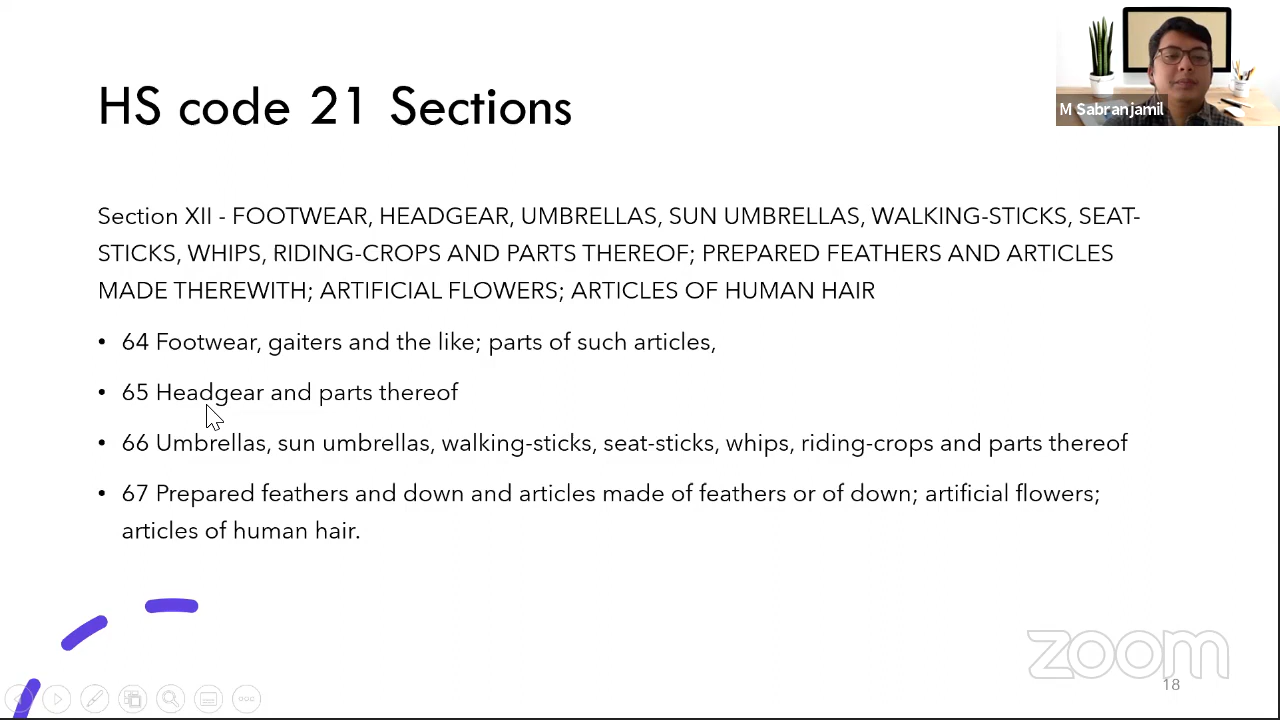 HS code 21 Sections
M Sabranjamil
Section XII - FOOTWEAR, HEADGEAR, UMBRELLAS, SUN UMBRELLAS, WALKING-STICKS, SEAT-
STICKS, WHIPS, RIDING-CROPS AND PARTS THEREOF; PREPARED FEATHERS AND ARTICLES
MADE THEREWITH; ARTIFICIAL FLOWERS; ARTICLES OF HUMAN HAIR
• 64 Footwear, gaiters and the like; parts of such articles,
• 65 Headgear and parts thereof
• 66 Umbrellas, sun umbrellas, walking-sticks, seat-sticks, whips, riding-crops and parts thereof
• 67 Prepared feathers and down and articles made of feathers or of down; artificial flowers;
articles of human hair.
zoom
18